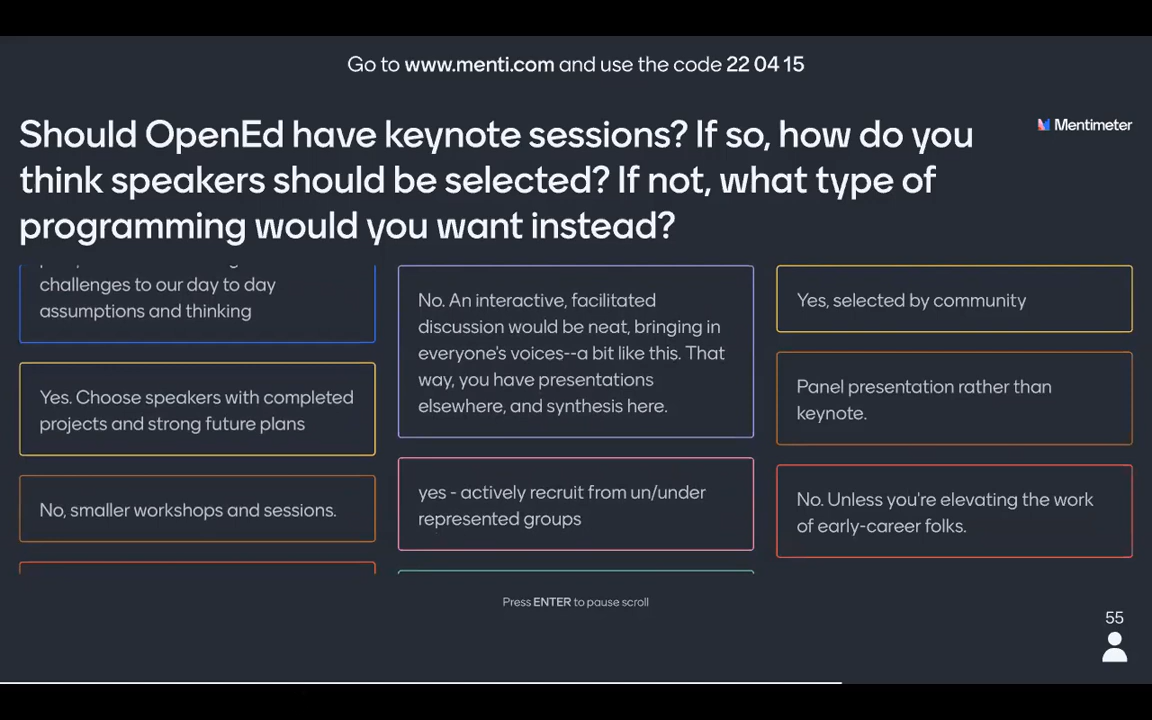 Go to www.menti.com and use the code 22 04 15
Should OpenEd have keynote sessions? If so, how do you
think speakers should be selected? If not, what type of
programming would you want instead?
Mentimeter
challenges to our day to day
assumptions and thinking
Yes. Choose speakers with completed
projects and strong future plans
No, smaller workshops and sessions.
No. An interactive, facilitated
discussion would be neat, bringing in
everyone's voices--a bit like this. That
way, you have presentations
elsewhere, and synthesis here.
yes - actively recruit from un/under
represented groups
Yes, selected by community
Panel presentation rather than
keynote.
No. Unless you're elevating the work
of early-career folks.
Press ENTER to pause scroll
55